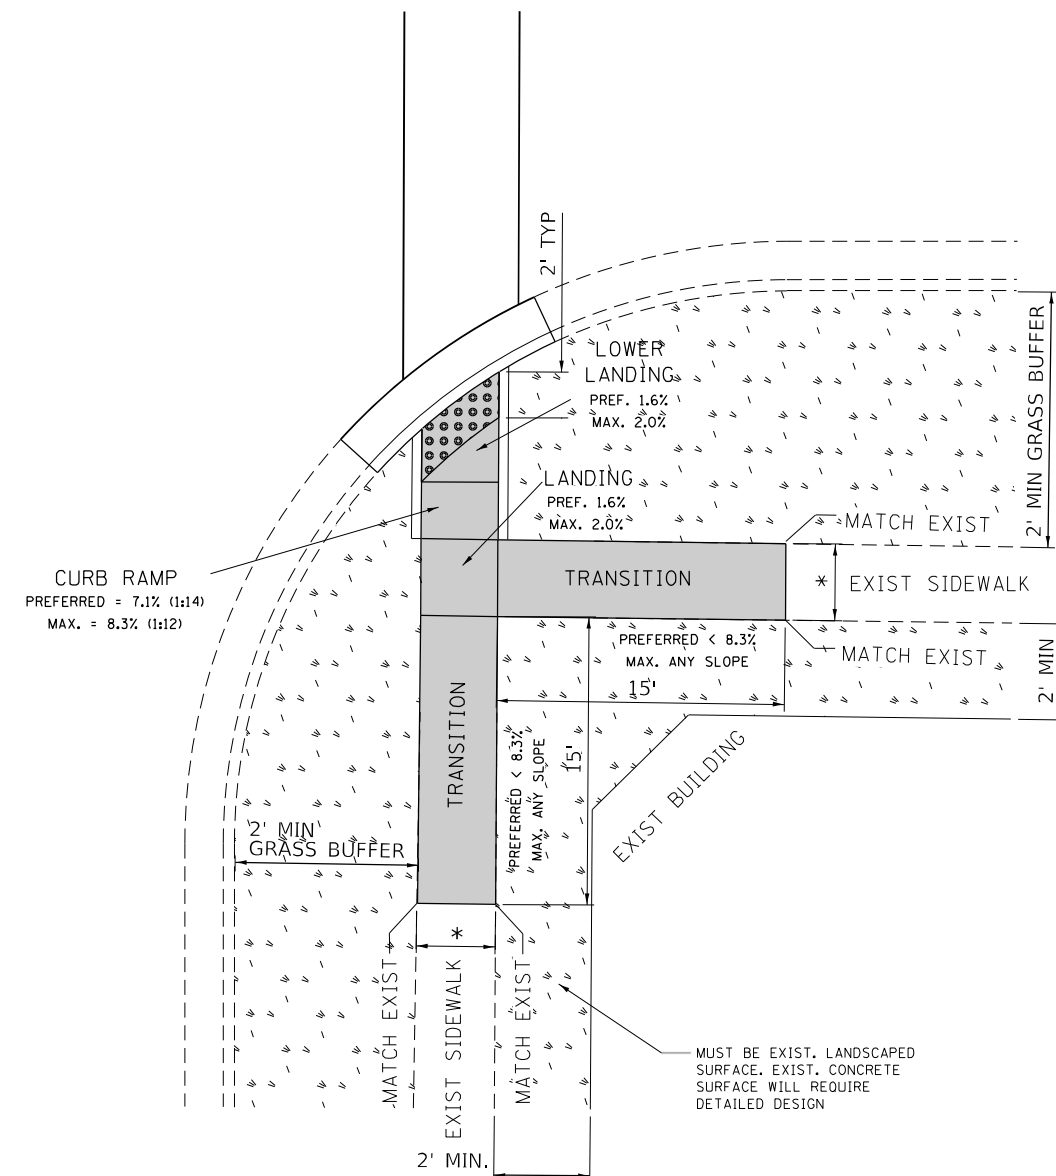 2' TYP
LOWER
LANDING
PREF. 1.6%
MAX. 2.0%
LANDING
PREF. 1.6%
MAX. 2.0%
2' MIN GRASS BUFFER
MATCH EXIST
CURB RAMP
PREFERRED = 7.1% (1:14)
MAX. = 8.3% (1:12)
TRANSITION
* EXIST SIDEWALK
PREFERRED < 8.3%
MAX. ANY SLOPE
MATCH EXIST
15'
2' MIN
TRANSITION
PREFERRED < 8.3%
MAX. ANY SLOPE
15'
EXIST BUILDING
2' MIN
GRASS BUFFER
*
MATCH EXIST
EXIST SIDEWALK
MATCH EXIST
MUST BE EXIST. LANDSCAPED
SURFACE. EXIST. CONCRETE
SURFACE WILL REQUIRE
DETAILED DESIGN
2' MIN.